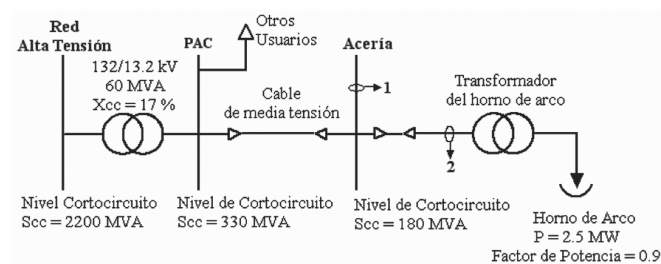 Red
Alta Tensión
PAC
Otros
Usuarios
Acería
132/13.2 kV
60 MVA
Xcc = 17 %
Cable
de media tensión
1
Transformador
del horno de arco
2
Nivel Cortocircuito
Scc = 2200 MVA
Nivel de Cortocircuito
Scc = 330 MVA
Nivel de Cortocircuito
Scc = 180 MVA
Horno de Arco
P = 2.5 MW
Factor de Potencia = 0.9